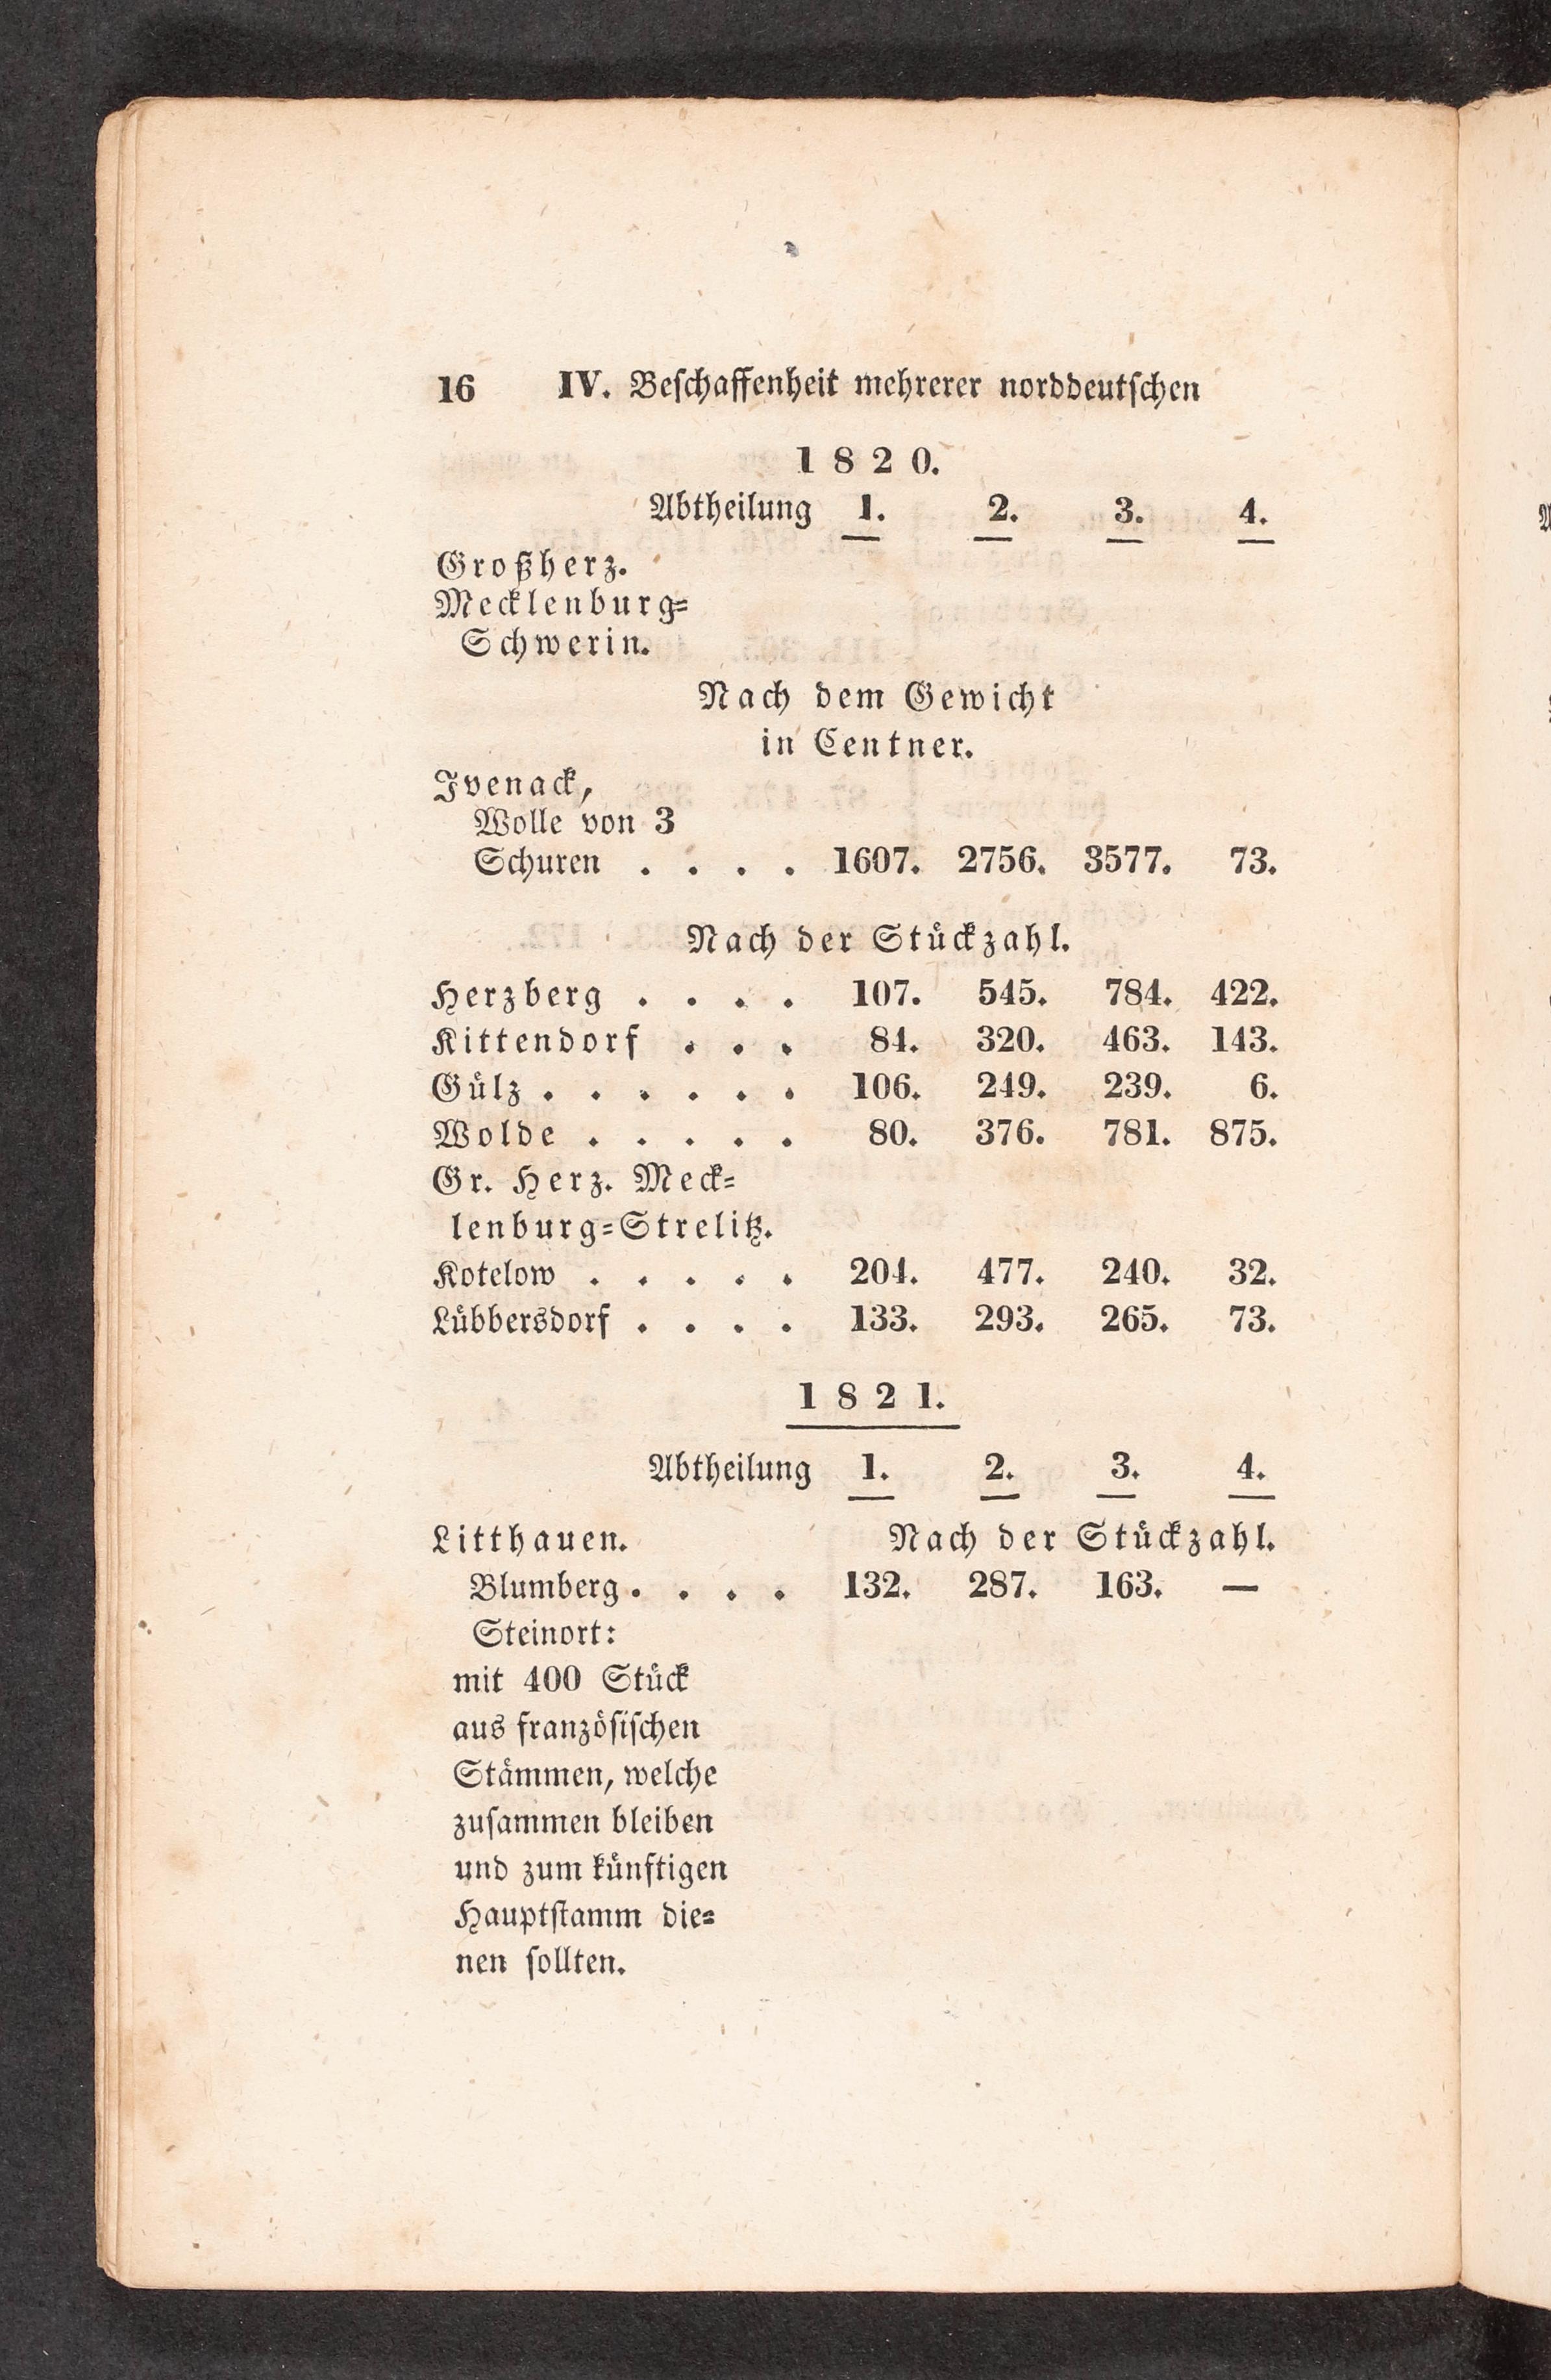 16 IV. Beſchaffenheit mehrerer norddeutſchen
1820.
Abtheilung 1. 2. 3. 4.
Großherz.
Mecklenburg=
Schwerin.
Nach dem Gewicht
in Centner.
Ivenack,
Wolle von 3
Schuren . . . . 1607. 2756. 3577. 73.
Nach der Stückzahl.
Herzberg . . . . 107. 545. 784. 422.
Kittendorf . . . 84. 320. 463. 143.
Gülz . . . . . . 106. 249. 239. 6.
Wolde . . . . . 80. 376. 781. 875.
Gr. Herz. Meck=
lenburg=Strelitz.
Kotelow . . . . . 204. 477. 240. 32.
Lübbersdorf . . . . 133. 293. 265. 73.
1821.
Abtheilung 1. 2. 3. 4.
Litthauen. Nach der Stückzahl.
Blumberg . . . . 132. 287. 163. —
Steinort:
mit 400 Stück
aus franzöſiſchen
Stämmen, welche
zuſammen bleiben
und zum künftigen
Hauptſtamm die=
nen ſollten.